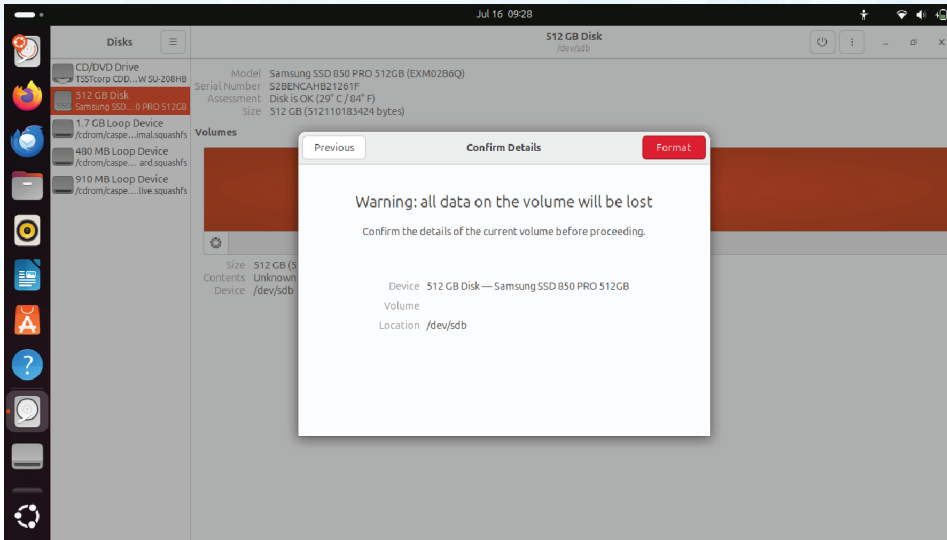 Jul 16 09:28
Disks
512 GB Disk
/dev/sdb
CD/DVD Drive
TSSTcorp CDD...W SU-208HB
512 GB Disk
Samsung SSD...0 PRO 512GB
SSD
1.7 GB Loop Device
/cdrom/caspe...imal.squashfs
480 MB Loop Device
/cdrom/caspe... ard.squashfs
910 MB Loop Device
/cdrom/caspe....live.squashfs
Model Samsung SSD 850 PRO 512GB (EXM02B6Q)
Serial Number S2BENCAHB21261F
Assessment Disk is OK (29° C / 84° F)
Size 512 GB (512110183424 bytes)
Volumes
Size 512 GB (5
Contents Unknown
Device /dev/sdb
Previous
Confirm Details
Format
Warning: all data on the volume will be lost
Confirm the details of the current volume before proceeding.
Device 512 GB Disk — Samsung SSD 850 PRO 512GB
Volume
Location /dev/sdb